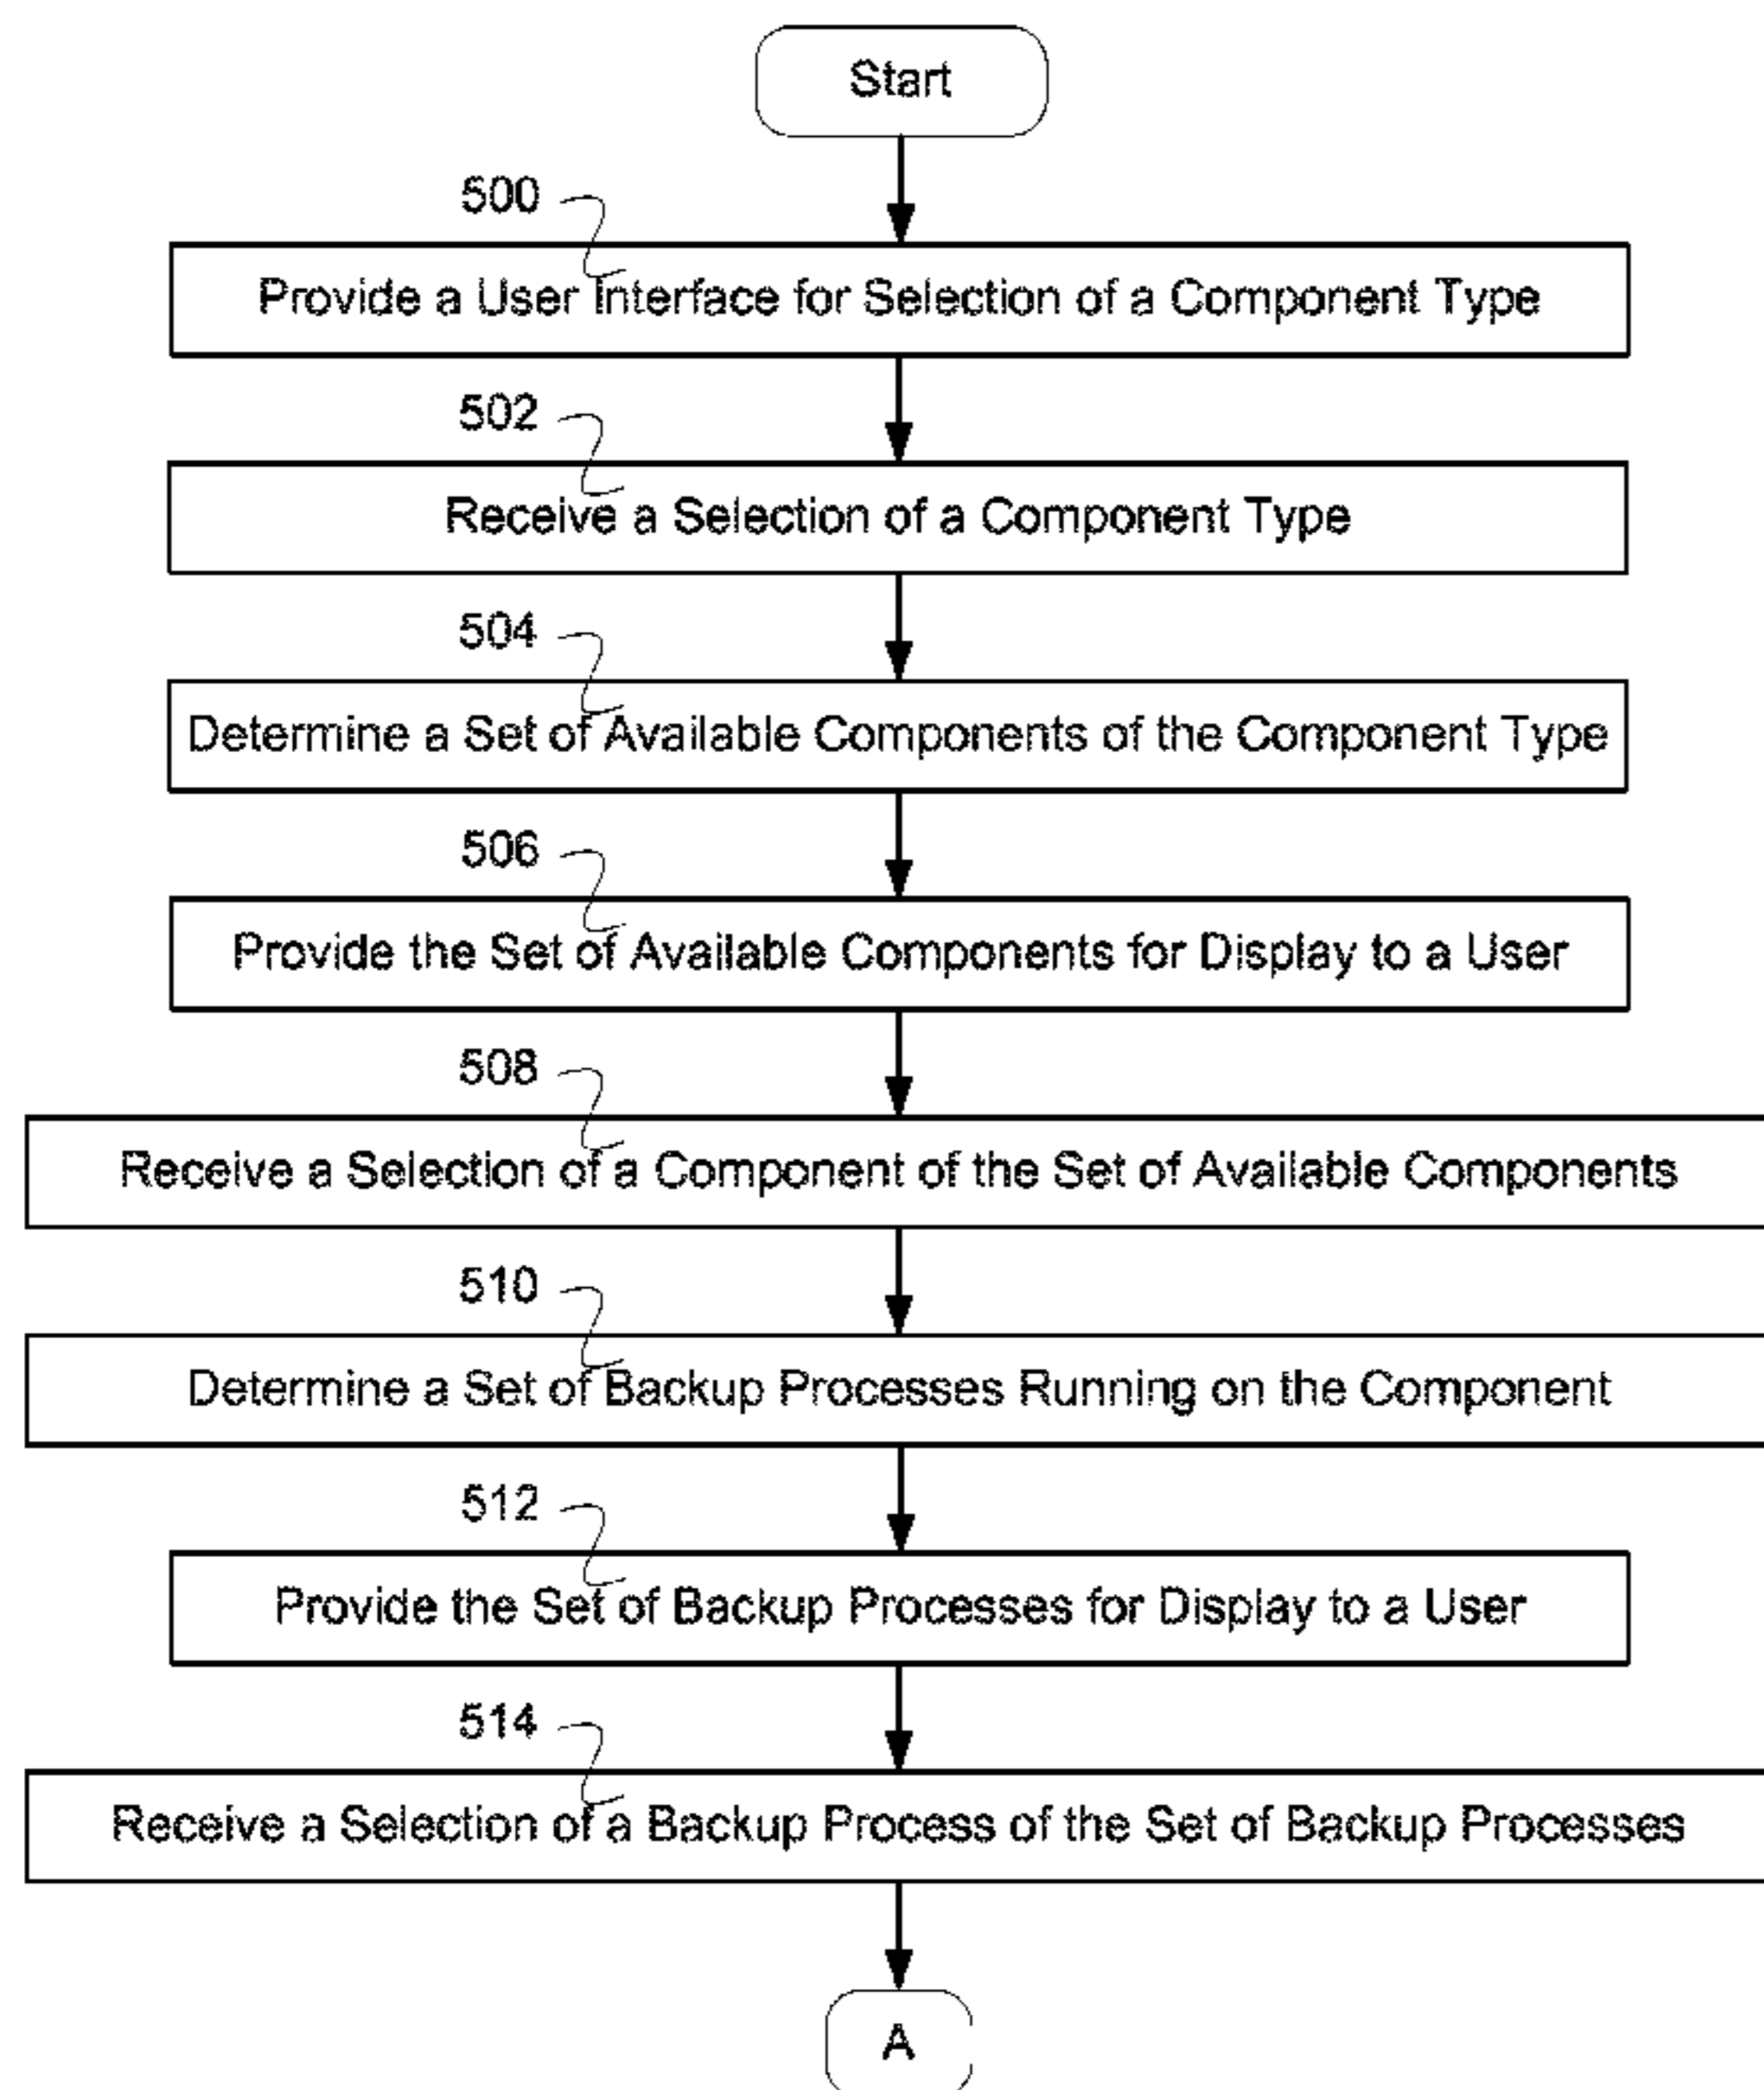 Start
500
Provide a User Interface for Selection of a Component Type
502
Receive a Selection of a Component Type
504
Determine a Set of Available Components of the Component Type
506
Provide the Set of Available Components for Display to a User
508
Receive a Selection of a Component of the Set of Available Components
510
Determine a Set of Backup Processes Running on the Component
512
Provide the Set of Backup Processes for Display to a User
514
Receive a Selection of a Backup Process of the Set of Backup Processes
A